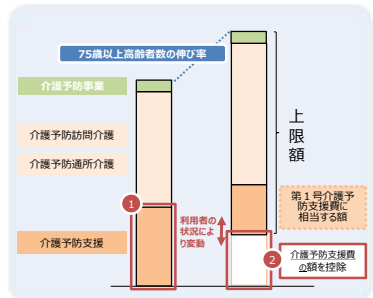 75歳以上高齢者数の伸び率
介護予防事業
介護予防訪問介護
介護予防通所介護
介護予防支援
1
利用者の
状況によ
り変動
上限額
第１号介護予
防支援費に
相当する額
2
介護予防支援費
の額を控除